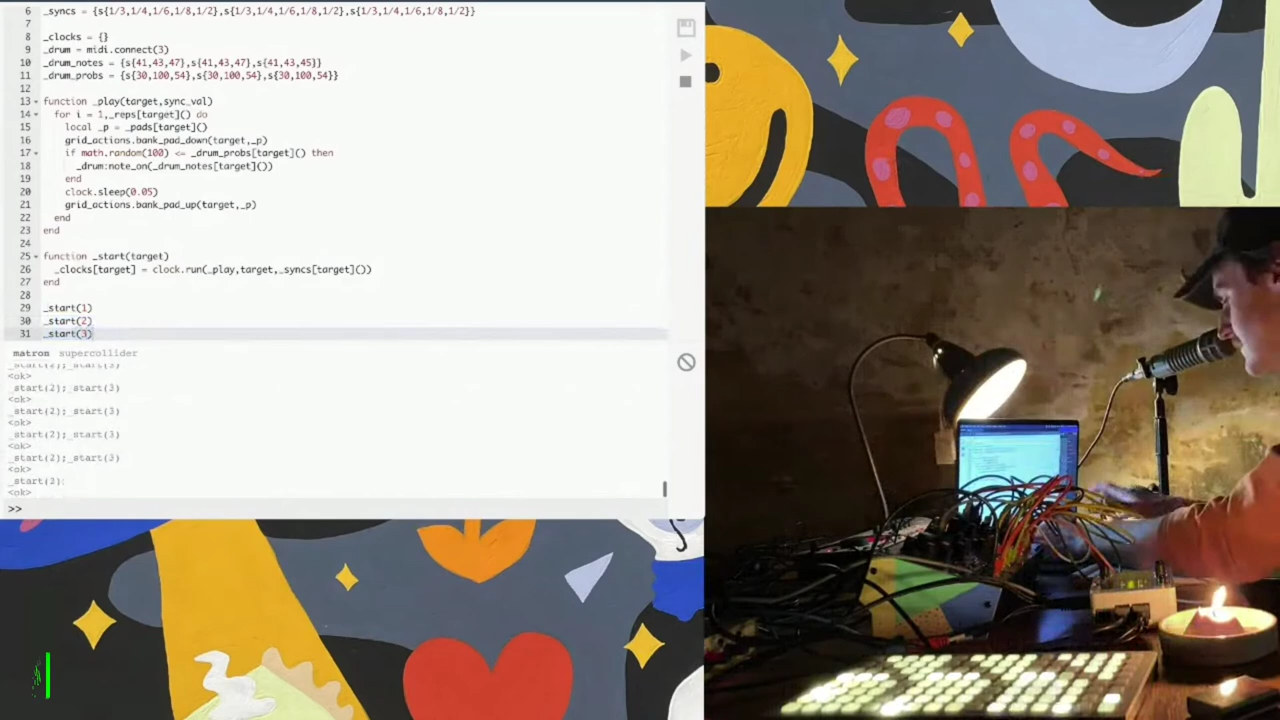 6 _syncs = {s{1/3,1/4,1/6,1/8,1/2},s{1/3,1/4,1/6,1/8,1/2},s{1/3,1/4,1/6,1/8,1/2}}
7
8 _clocks = {}
9 _drum = midi.connect(3)
10 _drum_notes = {s{41,43,47},s{41,43,47},s{41,43,45}}
11 _drum_probs = {s{30,100,54},s{30,100,54},s{30,100,54}}
12
13 function _play(target,sync_val)
14 for i = 1,_reps[target]() do
15 local _p = _pads[target]()
16 grid_actions.bank_pad_down(target,_p)
17 if math.random(100) <= _drum_probs[target]() then
18 _drum:note_on(_drum_notes[target]())
19 end
20 clock.sleep(0.05)
21 grid_actions.bank_pad_up(target,_p)
22 end
23 end
24
25 function _start(target)
26 _clocks[target] = clock.run(_play,target,_syncs[target]())
27 end
28
29 _start(1)
30 _start(2)
31 _start(3)
matron supercollider
_start(2);_start(3)
<ok>
_start(2);_start(3)
<ok>
_start(2);_start(3)
<ok>
_start(2);_start(3)
<ok>
_start(2);_start(3)
<ok>
_start(2);
<ok>
>>